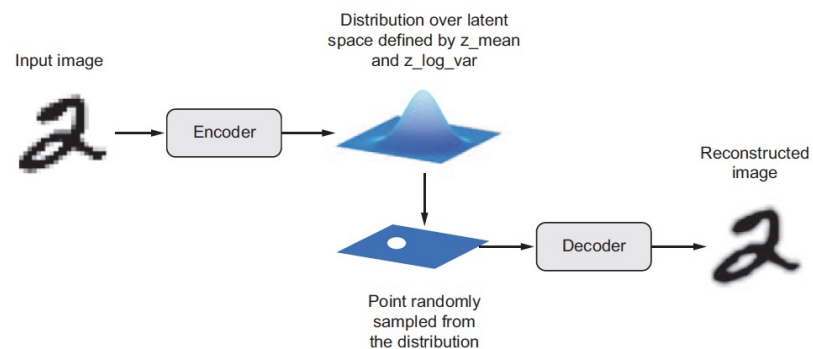 Distribution over latent
space defined by z_mean
and z_log_var
Input image
Encoder
Reconstructed
image
Decoder
Point randomly
sampled from
the distribution